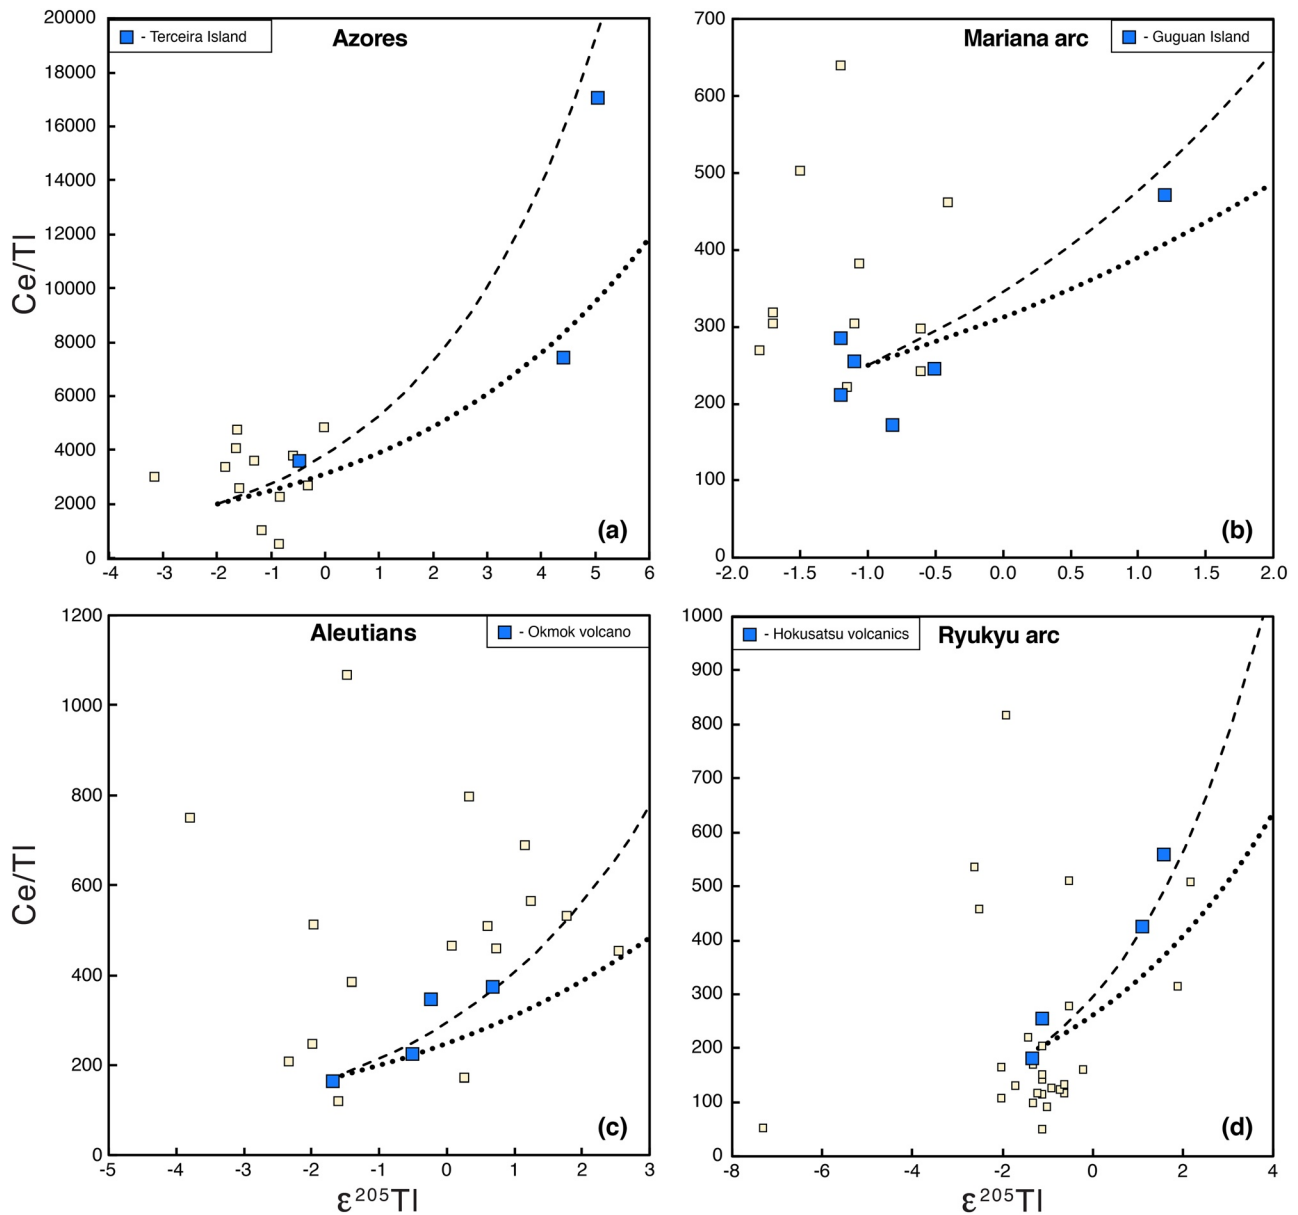 20000
18000
16000
14000
12000
10000
8000
6000
4000
2000
0
Ce/Tl
- Terceira Island
Azores
(a)
-4 -3 -2 -1 0 1 2 3 4 5 6
700
600
500
400
300
200
100
0
Mariana arc
- Guguan Island
(b)
-2.0 -1.5 -1.0 -0.5 0.0 0.5 1.0 1.0 2.0
1200
1000
800
600
400
200
0
Ce/Tl
Aleutians
- Okmok volcano
(c)
-5 -4 -3 -2 -1 0 1 2 3
ε²⁰⁵Tl
1000
900
800
700
600
500
400
300
200
100
0
- Hokusatsu volcanics
Ryukyu arc
(d)
-8 -6 -4 -2 0 2 4
ε²⁰⁵Tl